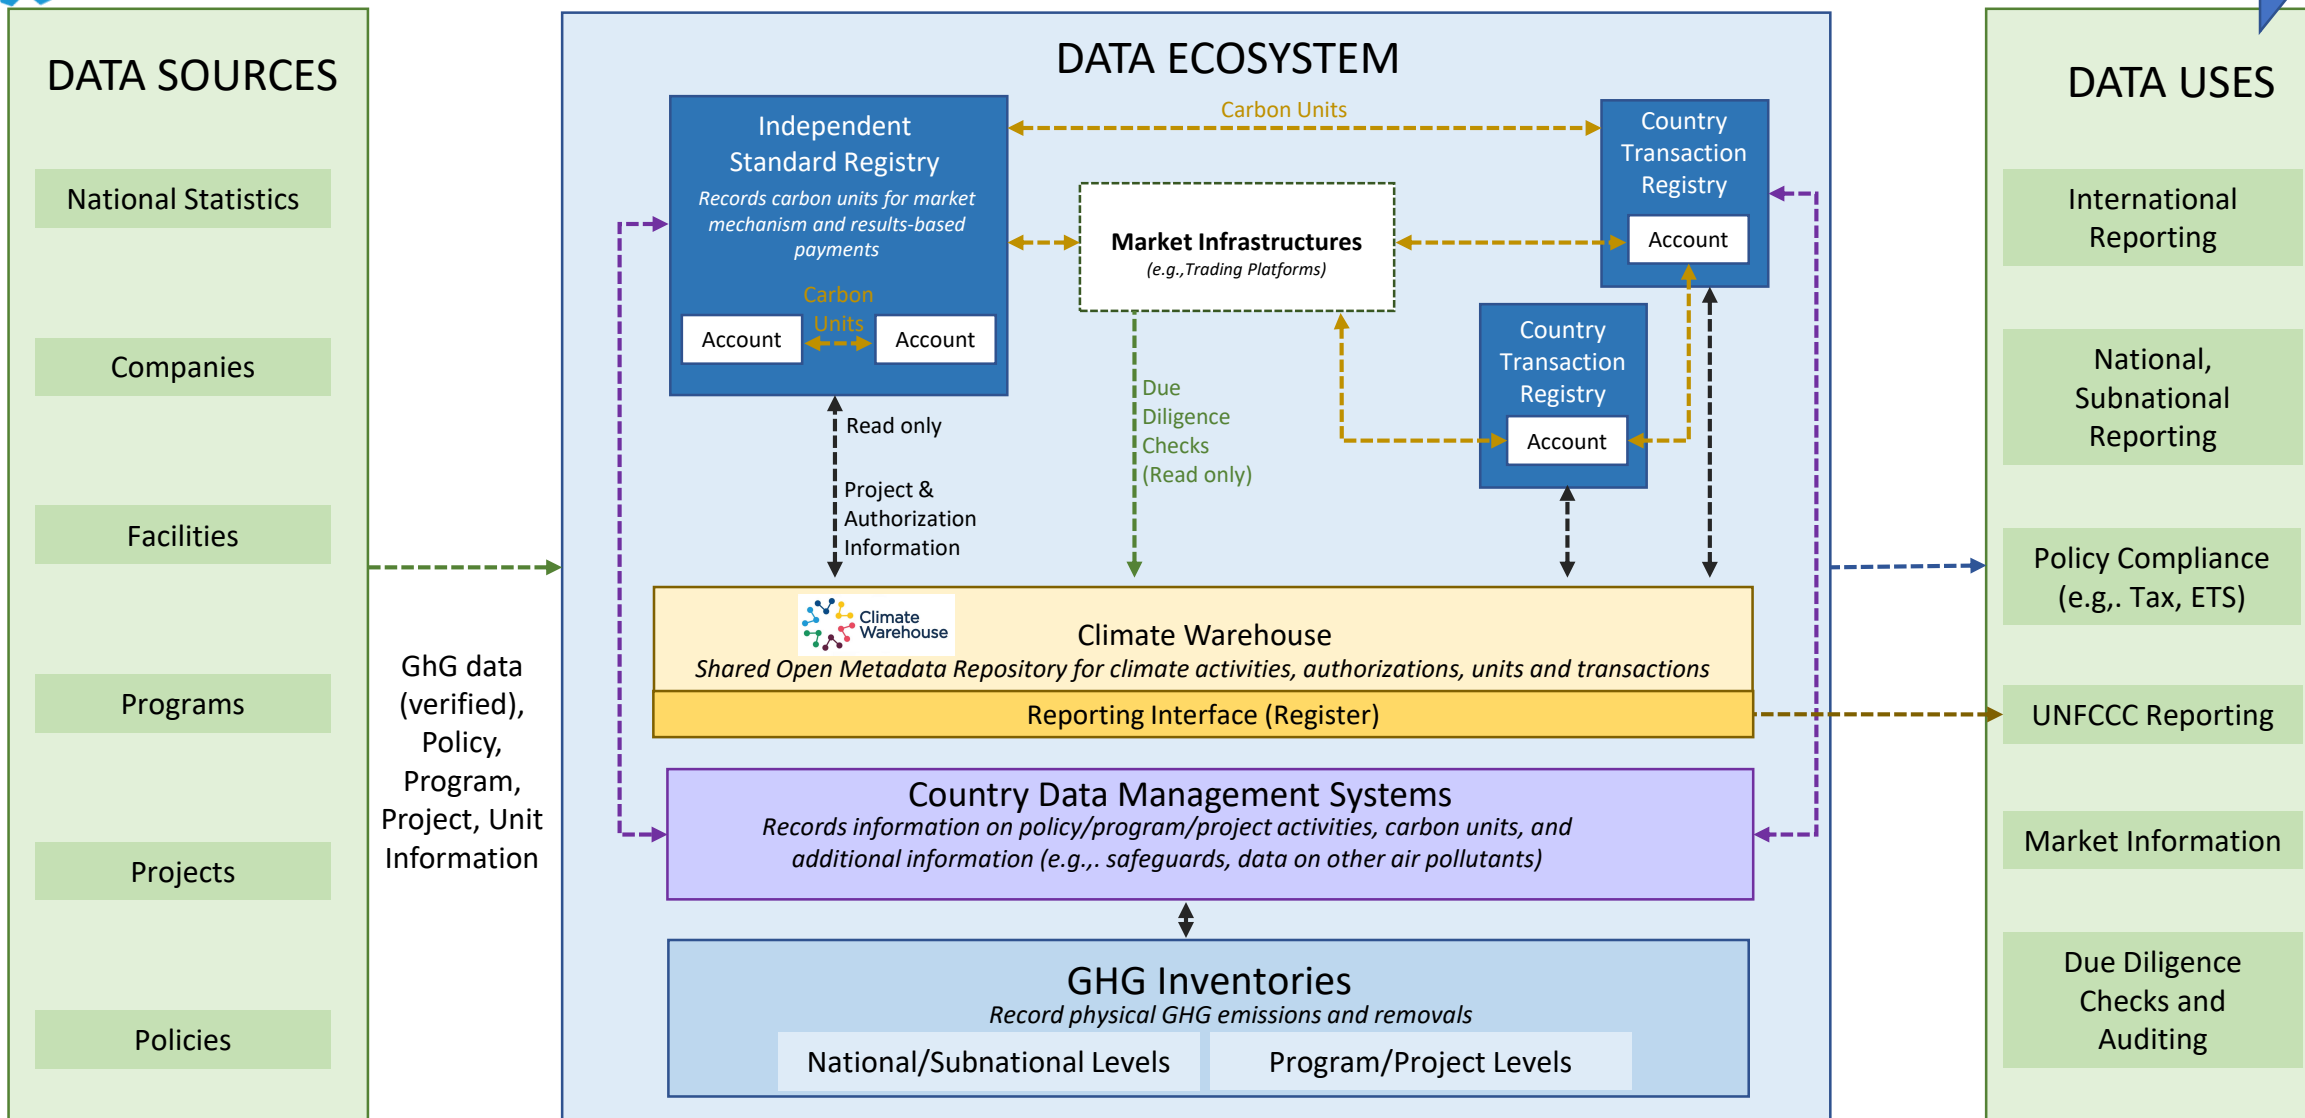 DATA SOURCES
National Statistics
Companies
Facilities
Programs
Projects
Policies
GhG data
(verified),
Policy,
Program,
Project, Unit
Information
DATA ECOSYSTEM
Independent
Standard Registry
Records carbon units for market
mechanism and results-based
payments
Carbon
Units
Account
Account
Carbon Units
Market Infrastructures
(e.g.,Trading Platforms)
Country
Transaction
Registry
Account
Country
Transaction
Registry
Account
Read only
Project &
Authorization
Information
Due
Diligence
Checks
(Read only)
Climate
Warehouse
Climate Warehouse
Shared Open Metadata Repository for climate activities, authorizations, units and transactions
Reporting Interface (Register)
Country Data Management Systems
Records information on policy/program/project activities, carbon units, and
additional information (e.g.,. safeguards, data on other air pollutants)
GHG Inventories
Record physical GHG emissions and removals
National/Subnational Levels
Program/Project Levels
DATA USES
International
Reporting
National,
Subnational
Reporting
Policy Compliance
(e.g,. Tax, ETS)
UNFCCC Reporting
Market Information
Due Diligence
Checks and
Auditing